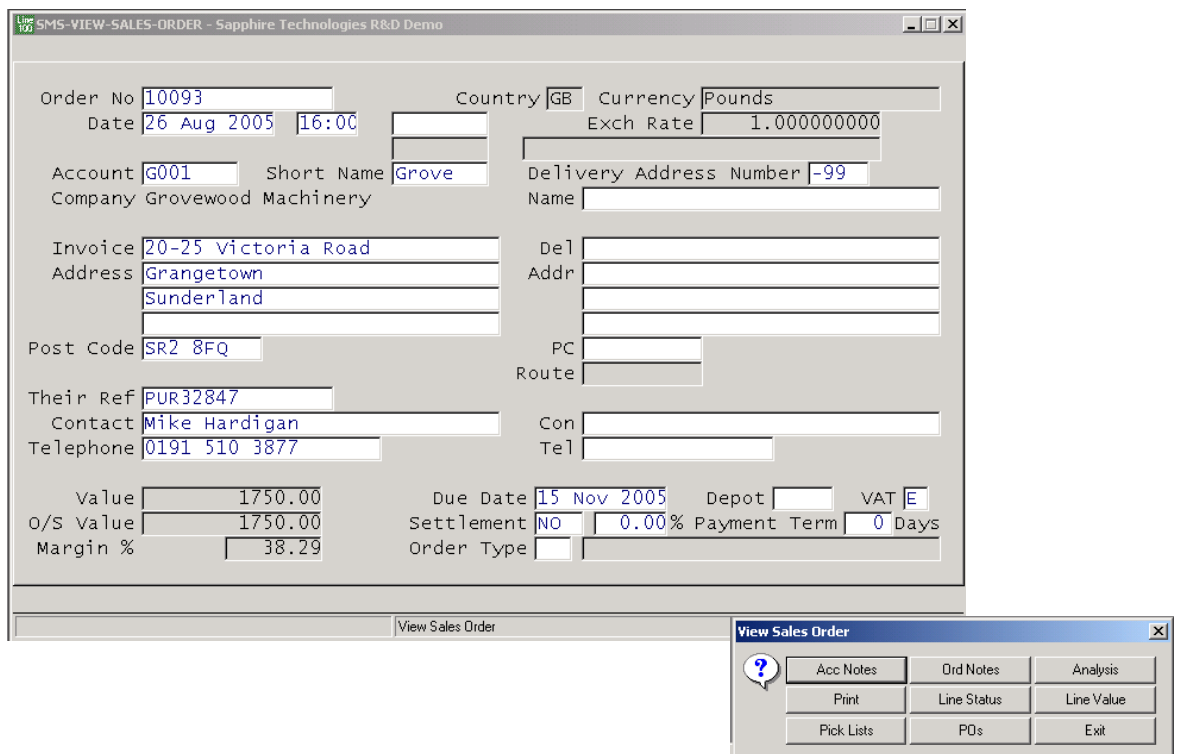 Line 100 SMS-VIEW-SALES-ORDER - Sapphire Technologies R&D Demo
Order No 10093 Country GB Currency Pounds
Date 26 Aug 2005 16:00 Exch Rate 1.000000000
Account G001 Short Name Grove Delivery Address Number -99
Company Grovewood Machinery Name
Invoice 20-25 Victoria Road Del
Address Grangetown Addr
Sunderland
Post Code SR2 8FQ PC
Route
Their Ref PUR32847
Contact Mike Hardigan Con
Telephone 0191 510 3877 Tel
Value 1750.00 Due Date 15 Nov 2005 Depot VAT E
O/S Value 1750.00 Settlement NO 0.00% Payment Term 0 Days
Margin % 38.29 Order Type
View Sales Order
View Sales Order
? Acc Notes Ord Notes Analysis
Print Line Status Line Value
Pick Lists POs Exit